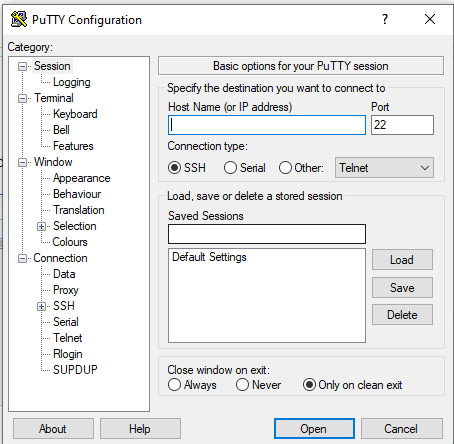 PuTTY Configuration
?
Category:
Session
Logging
Terminal
Keyboard
Bell
Features
Window
Appearance
Behaviour
Translation
Selection
Colours
Connection
Data
Proxy
SSH
Serial
Telnet
Rlogin
SUPDUP
Basic options for your PuTTY session
Specify the destination you want to connect to
Host Name (or IP address) Port
22
Connection type:
SSH Serial Other: Telnet
Load, save or delete a stored session
Saved Sessions
Default Settings
Load
Save
Delete
Close window on exit:
Always Never Only on clean exit
About Help Open Cancel